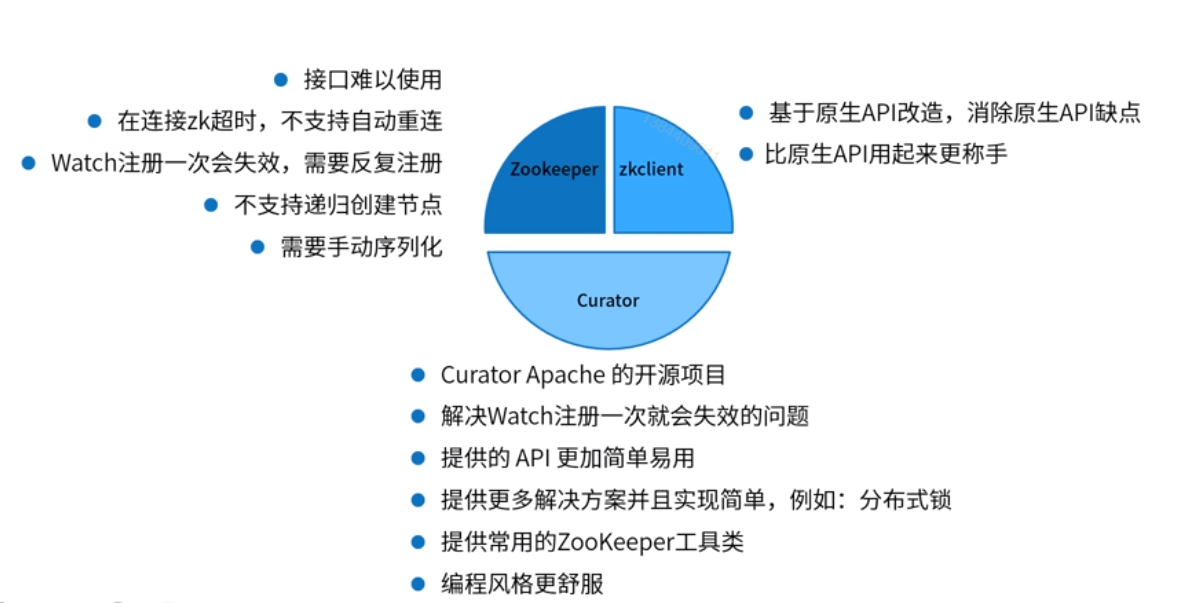 接口难以使用
在连接zk超时，不支持自动重连
Watch注册一次会失效，需要反复注册
不支持递归创建节点
需要手动序列化
Zookeeper
zkclient
基于原生API改造，消除原生API缺点
比原生API用起来更称手
Curator
Curator Apache 的开源项目
解决Watch注册一次就会失效的问题
提供的 API 更加简单易用
提供更多解决方案并且实现简单，例如：分布式锁
提供常用的ZooKeeper工具类
编程风格更舒服